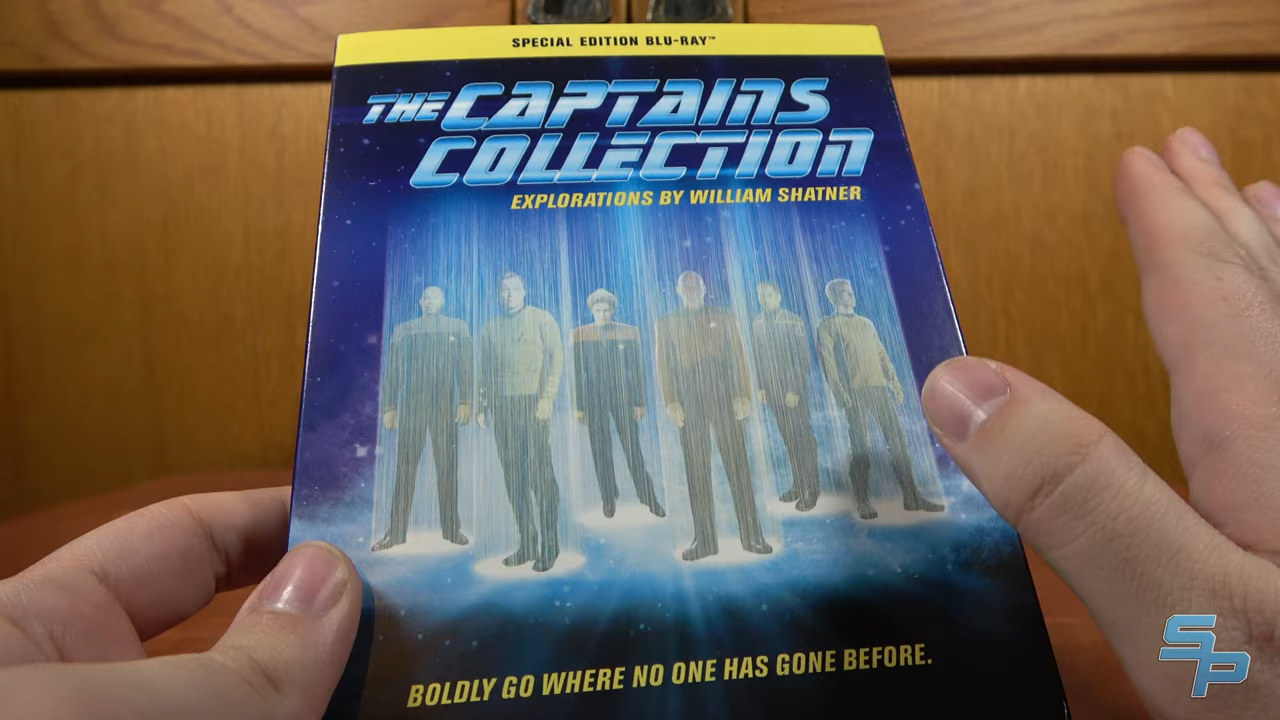 SPECIAL EDITION BLU-RAY™
THE CAPTAINS
COLLECTION
EXPLORATIONS BY WILLIAM SHATNER
BOLDLY GO WHERE NO ONE HAS GONE BEFORE.
SP